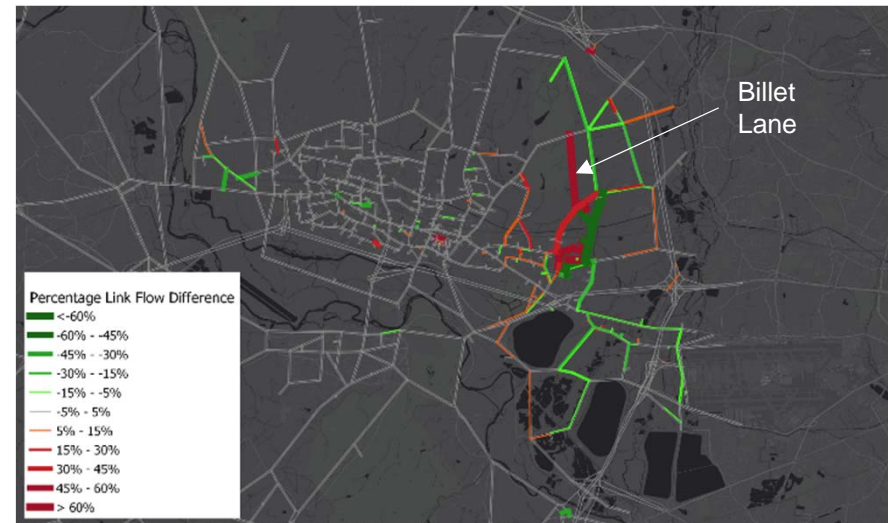 Billet
Lane
Percentage Link Flow Difference
<-60%
-60% - -45%
-45% - -30%
-30% - -15%
-15% - -5%
-5% - 5%
5% - 15%
15% - 30%
30% - 45%
45% - 60%
> 60%